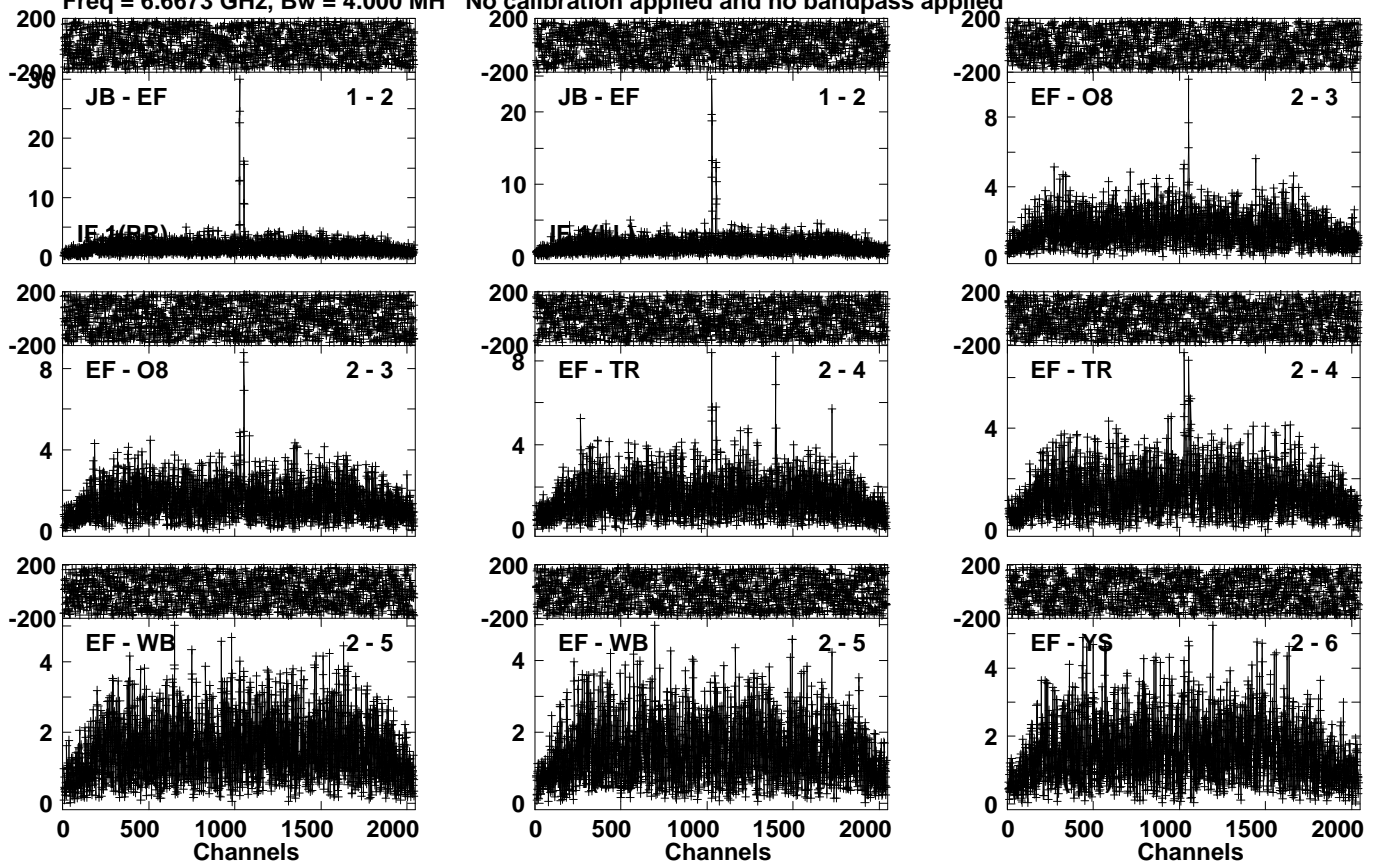 Freq = 6.6673 GHz, Bw = 4.000 MH No calibration applied and no bandpass applied
200 200 200
-200 -200 -200
30
JB - EF 1 - 2 JB - EF 1 - 2 EF - O8 2 - 3
20 20 8
10 10 4
IF 1(RR) IF 1(LL)
0 0 0
200 200 200
-200 -200 -200
8
EF - O8 2 - 3 EF - TR 2 - 4 EF - TR 2 - 4
8
4 4 4
0 0 0
200 200 200
-200 -200 -200
EF - WB 2 - 5 EF - WB 2 - 5 EF - YS 2 - 6
4 4 4
2 2 2
0 0 0
0 500 1000 1500 2000 0 500 1000 1500 2000 0 500 1000 1500 2000
Channels Channels Channels